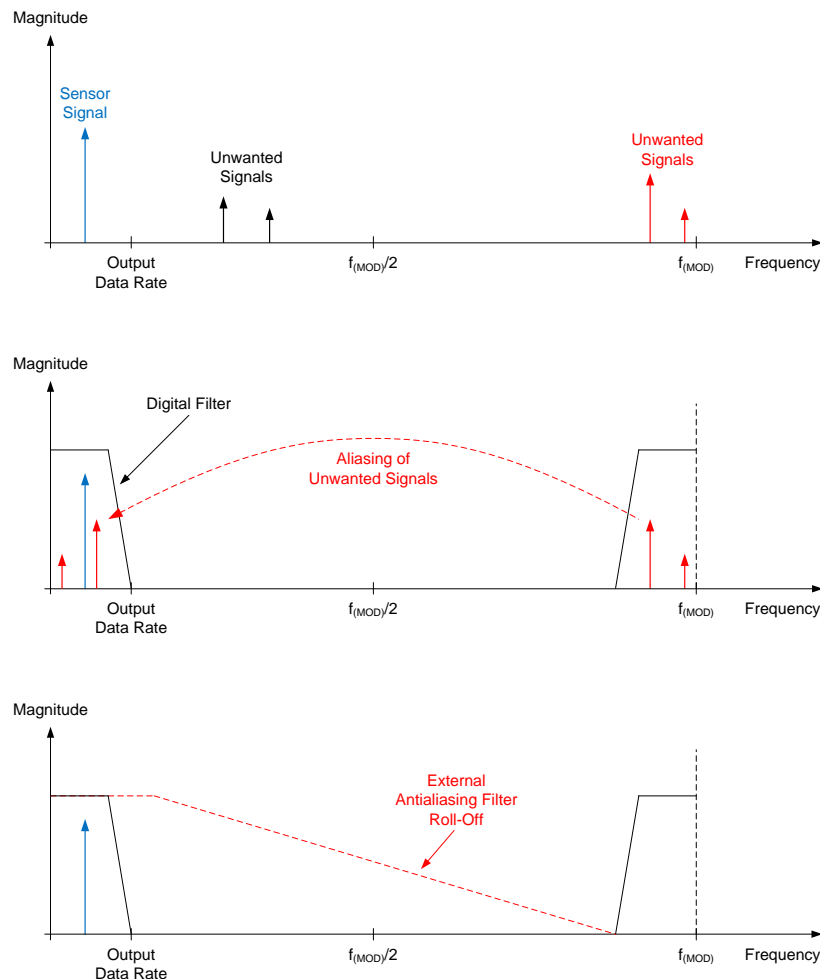 Magnitude
Sensor
Signal
Unwanted
Signals
Unwanted
Signals
Output
Data Rate
f(MOD)/2
f(MOD)
Frequency
Magnitude
Digital Filter
Aliasing of
Unwanted Signals
Output
Data Rate
f(MOD)/2
f(MOD)
Frequency
Magnitude
External
Antialiasing Filter
Roll-Off
Output
Data Rate
f(MOD)/2
f(MOD)
Frequency